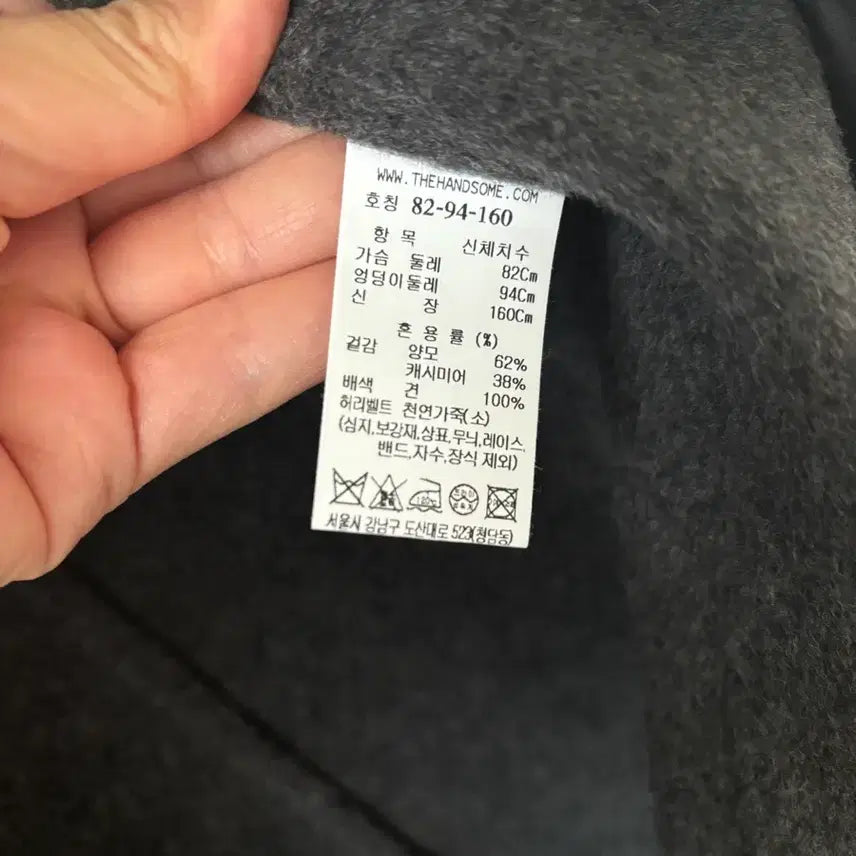 WWW.THEHANDSOME.COM
호칭 82-94-160
항 목 신체치수
가슴 둘레 82Cm
엉덩이둘레 94Cm
신 장 160Cm
혼 용 률 (%)
겉감 양모 62%
캐시미어 38%
배색 견 100%
허리벨트 천연가죽(소)
(심지,보강재,상표,무늬,레이스,
밴드,자수,장식 제외)
서울시 강남구 도산대로 523(청담동)